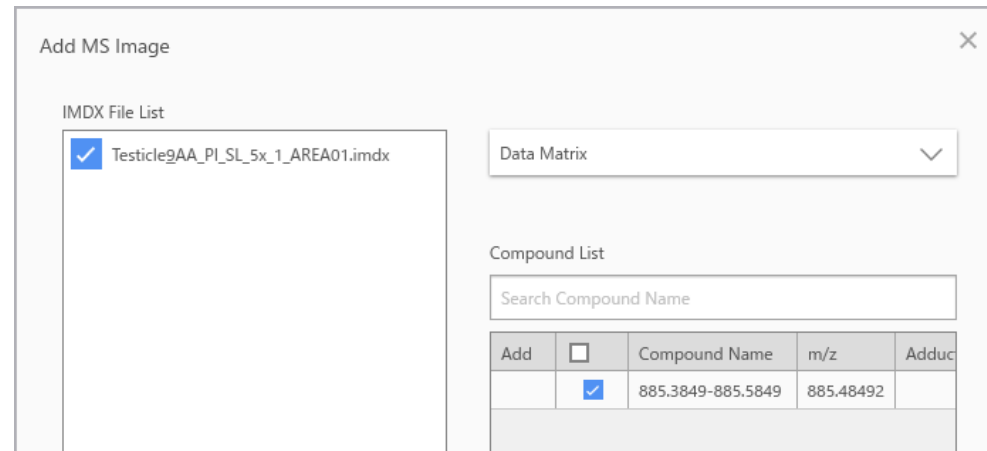 Add MS Image
IMDX File List
Testicle9AA_PI_SL_5x_1_AREA01.imdx
Data Matrix
Compound List
Search Compound Name
Add Compound Name m/z Adduc
885.3849-885.5849 885.48492